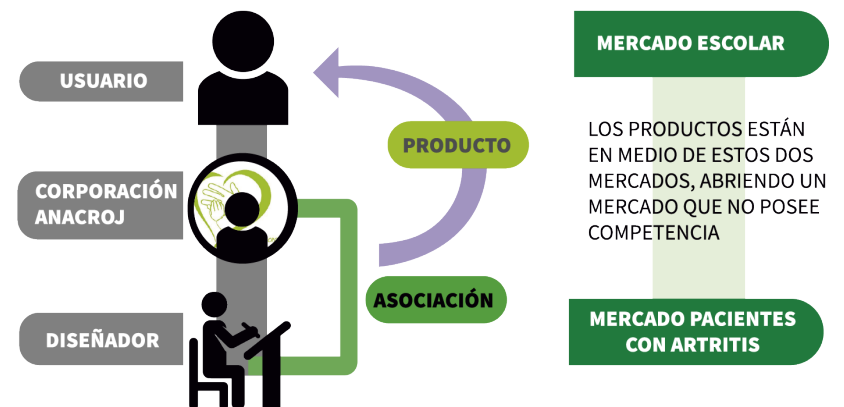 USUARIO
CORPORACIÓN
ANACROJ
DISEÑADOR
PRODUCTO
ASOCIACIÓN
MERCADO ESCOLAR
LOS PRODUCTOS ESTÁN
EN MEDIO DE ESTOS DOS
MERCADOS, ABRIENDO UN
MERCADO QUE NO POSEE
COMPETENCIA
MERCADO PACIENTES
CON ARTRITIS